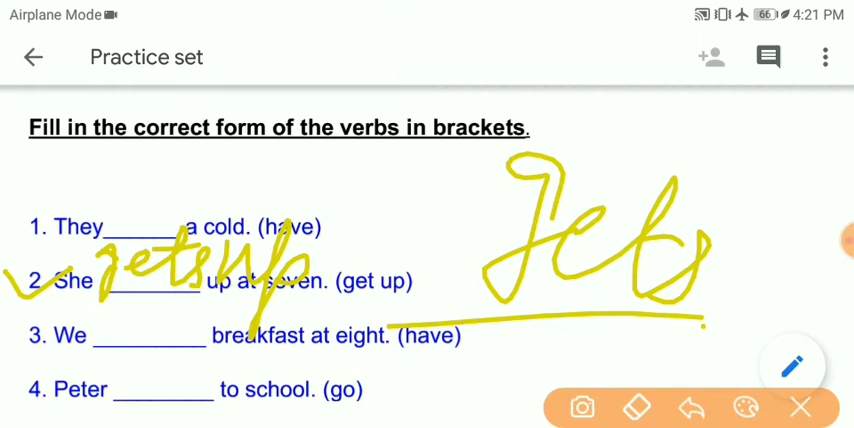 Airplane Mode 66 4:21 PM
Practice set
Fill in the correct form of the verbs in brackets.
1. They_______a cold. (have)
gets up
Gets
2. She ________ up at seven. (get up)
3. We __________ breakfast at eight. (have)
4. Peter _________ to school. (go)